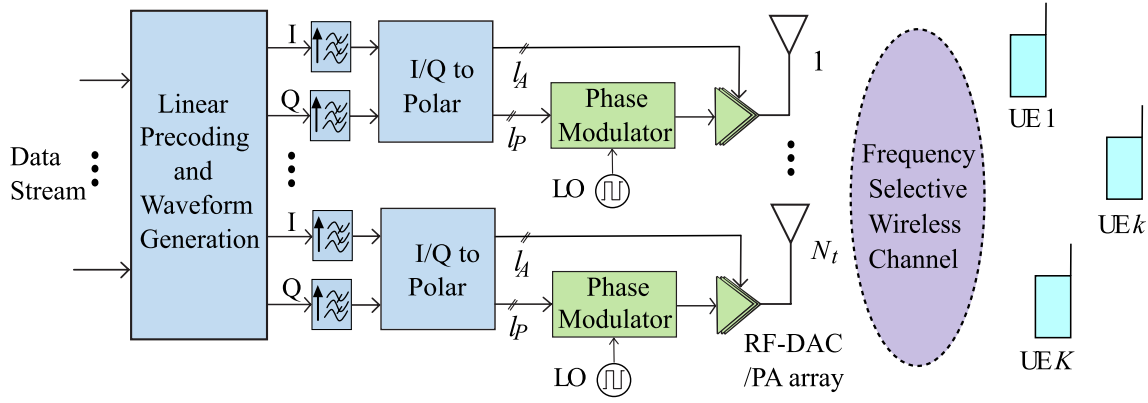 Data
Stream
Linear
Precoding
and
Waveform
Generation
I
Q
I/Q to
Polar
l_A
l_P
Phase
Modulator
LO
1
I
Q
I/Q to
Polar
l_A
l_P
Phase
Modulator
LO
N_t
RF-DAC
/PA array
Frequency
Selective
Wireless
Channel
UE 1
UE k
UE K